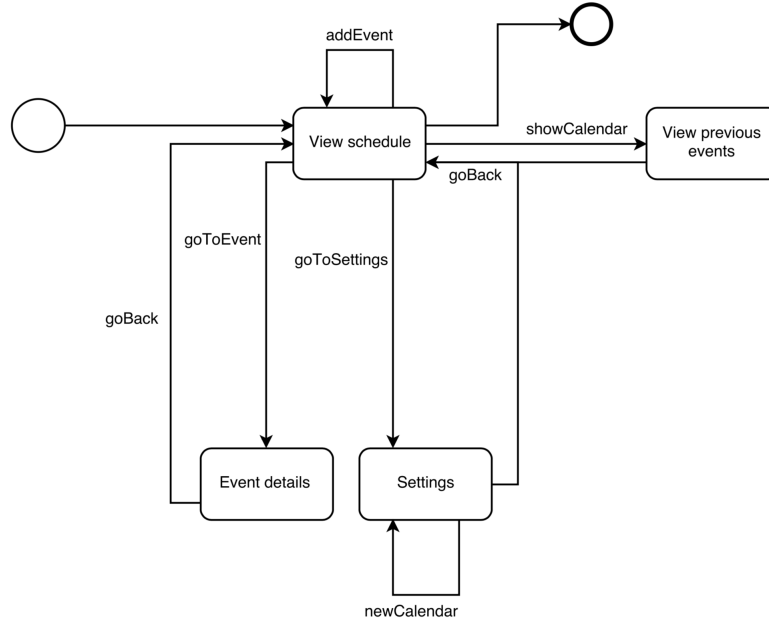 addEvent
showCalendar
View previous
events
View schedule
goBack
goToEvent
goToSettings
goBack
Event details
Settings
newCalendar